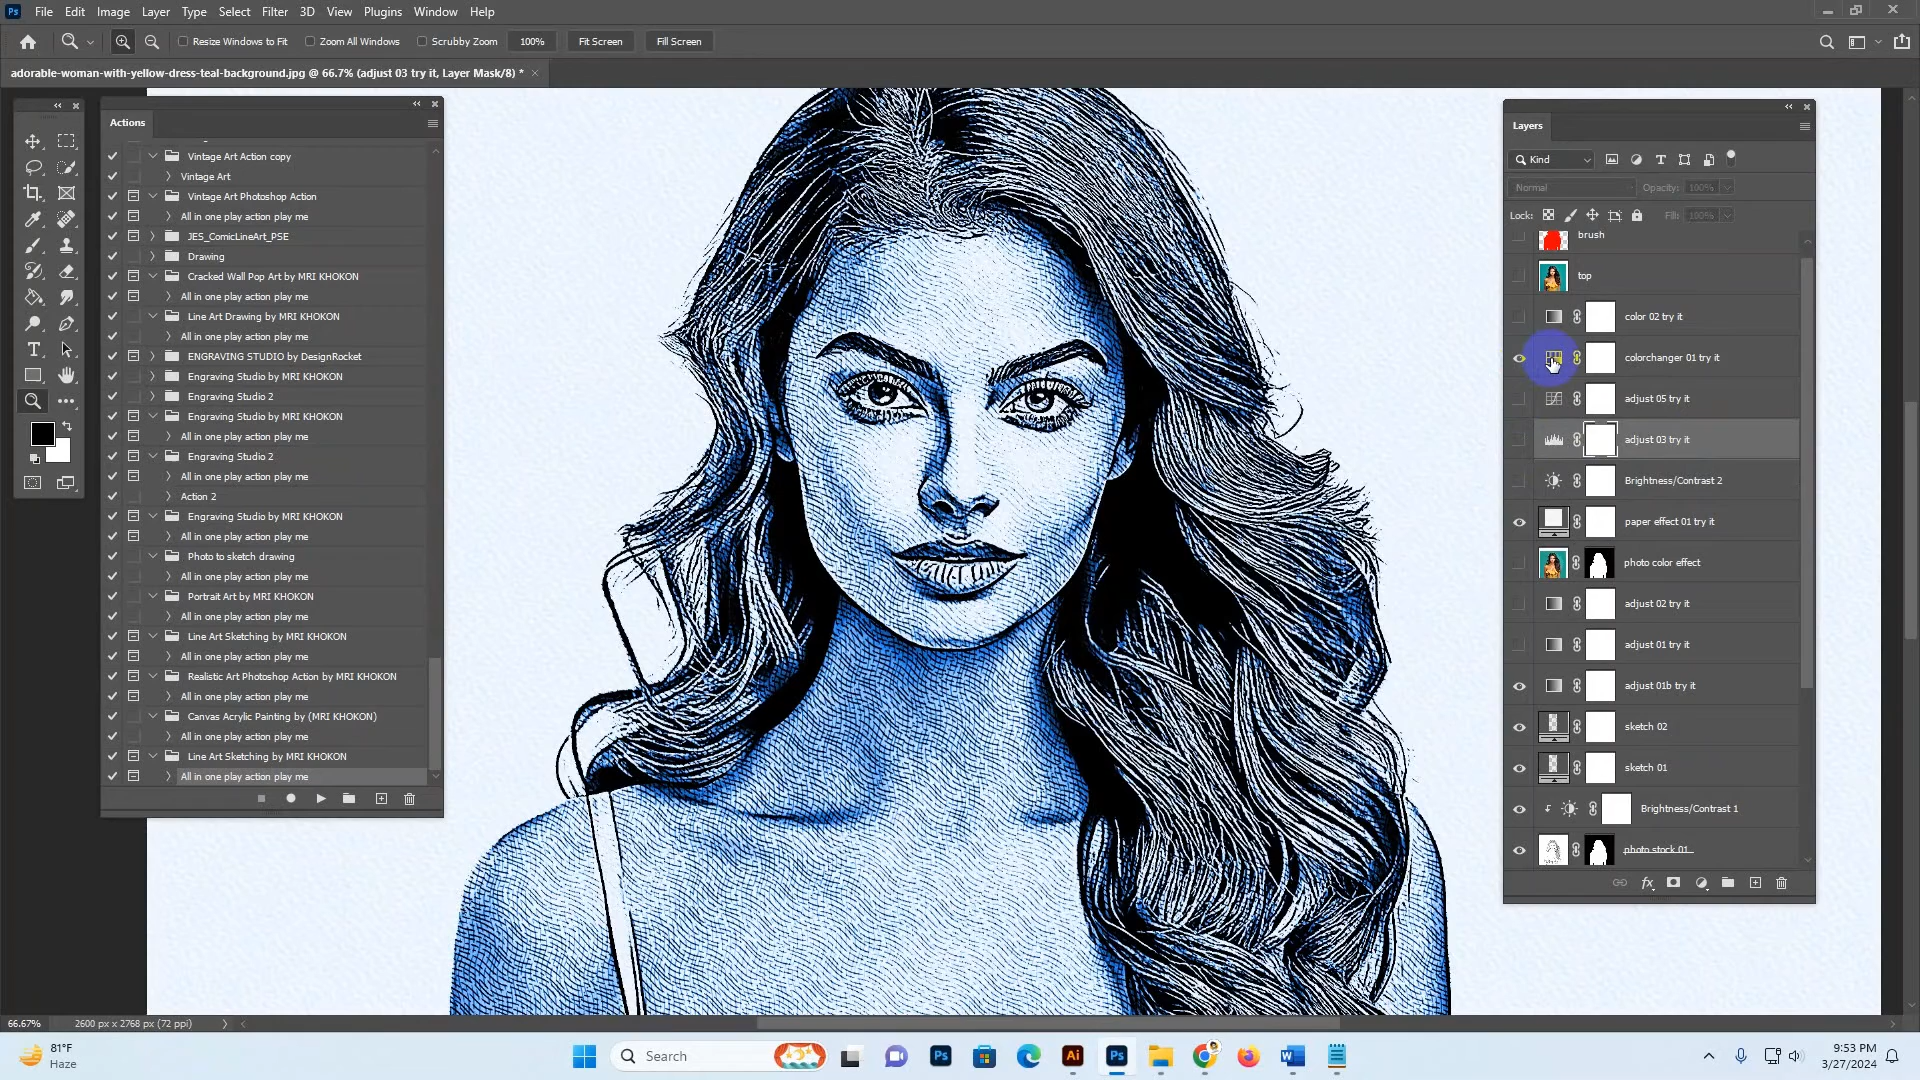 Ps File Edit Image Layer Type Select Filter 3D View Plugins Window Help
Resize Windows to Fit Zoom All Windows Scrubby Zoom 100% Fit Screen Fill Screen
adorable-woman-with-yellow-dress-teal-background.jpg @ 66.7% (adjust 03 try it, Layer Mask/8) *
Actions
Vintage Art Action copy
Vintage Art
Vintage Art Photoshop Action
All in one play action play me
JES_ComicLineArt_PSE
Drawing
Cracked Wall Pop Art by MRI KHOKON
All in one play action play me
Line Art Drawing by MRI KHOKON
All in one play action play me
ENGRAVING STUDIO by DesignRocket
Engraving Studio by MRI KHOKON
Engraving Studio 2
Engraving Studio by MRI KHOKON
All in one play action play me
Engraving Studio 2
All in one play action play me
Action 2
Engraving Studio by MRI KHOKON
All in one play action play me
Photo to sketch drawing
All in one play action play me
Portrait Art by MRI KHOKON
All in one play action play me
Line Art Sketching by MRI KHOKON
All in one play action play me
Realistic Art Photoshop Action by MRI KHOKON
All in one play action play me
Canvas Acrylic Painting by (MRI KHOKON)
All in one play action play me
Line Art Sketching by MRI KHOKON
All in one play action play me
Layers
Kind
Normal Opacity: 100%
Lock: Fill: 100%
brush
top
color 02 try it
colorchanger 01 try it
adjust 05 try it
adjust 03 try it
Brightness/Contrast 2
paper effect 01 try it
photo color effect
adjust 02 try it
adjust 01 try it
adjust 01b try it
sketch 02
sketch 01
Brightness/Contrast 1
photo stock 01
fx
66.67% 2600 px x 2768 px (72 ppi)
81°F
Haze
Search
Ps
Ai
Ps
9:53 PM
3/27/2024